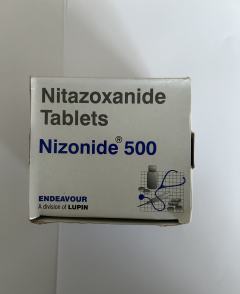 Nitazoxanide
Tablets
Nizonide® 500
ENDEAVOUR
A division of LUPIN